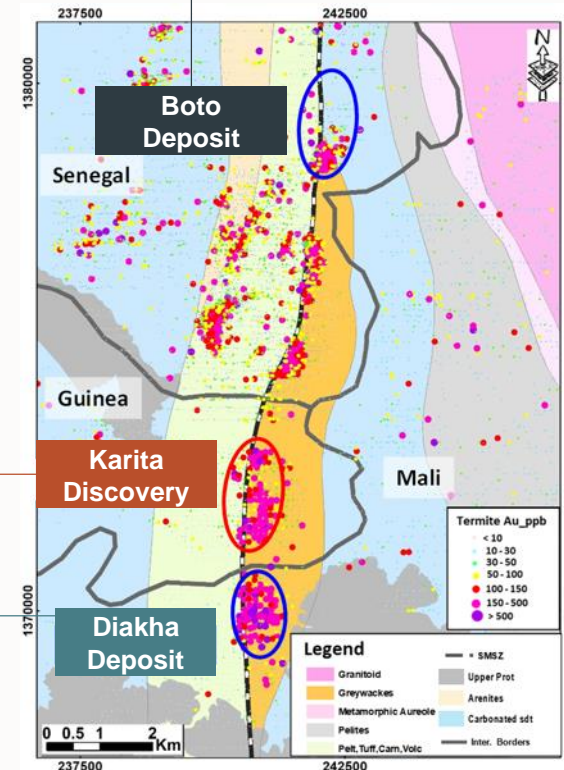 237500
242500
N
1380000
Boto
Deposit
Senegal
Guinea
Karita
Discovery
Mali
1370000
Diakha
Deposit
Termite Au_ppb
< 10
10 - 30
30 - 50
50 - 100
100 - 150
150 - 500
> 500
Legend
Granitoid
Greywackes
Metamorphic Aureole
Pelites
Pelt,Tuff,Carn,Volc
SMSZ
Upper Prot
Arenites
Carbonated sdt
Inter. Borders
0 0.5 1 2
Km
237500
242500